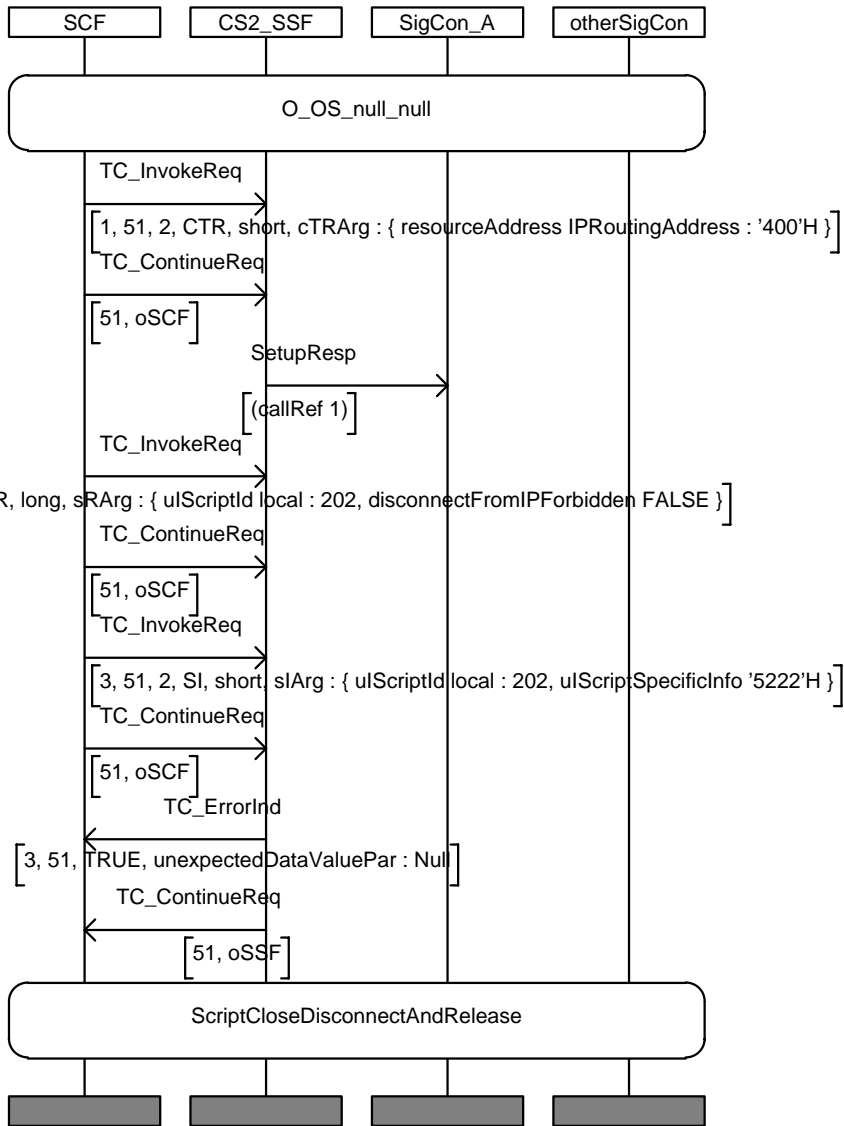 SCF CS2_SSF SigCon_A otherSigCon
O_OS_null_null
TC_InvokeReq
[1, 51, 2, CTR, short, cTRArg : { resourceAddress IPRoutingAddress : ’400’H }]
TC_ContinueReq
[51, oSCF]
SetupResp
[(callRef 1)]
TC_InvokeReq
R, long, sRArg : { uIScriptId local : 202, disconnectFromIPForbidden FALSE }]
TC_ContinueReq
[51, oSCF]
TC_InvokeReq
[3, 51, 2, SI, short, sIArg : { uIScriptId local : 202, uIScriptSpecificInfo ’5222’H }]
TC_ContinueReq
[51, oSCF]
TC_ErrorInd
[3, 51, TRUE, unexpectedDataValuePar : Null]
TC_ContinueReq
[51, oSSF]
ScriptCloseDisconnectAndRelease